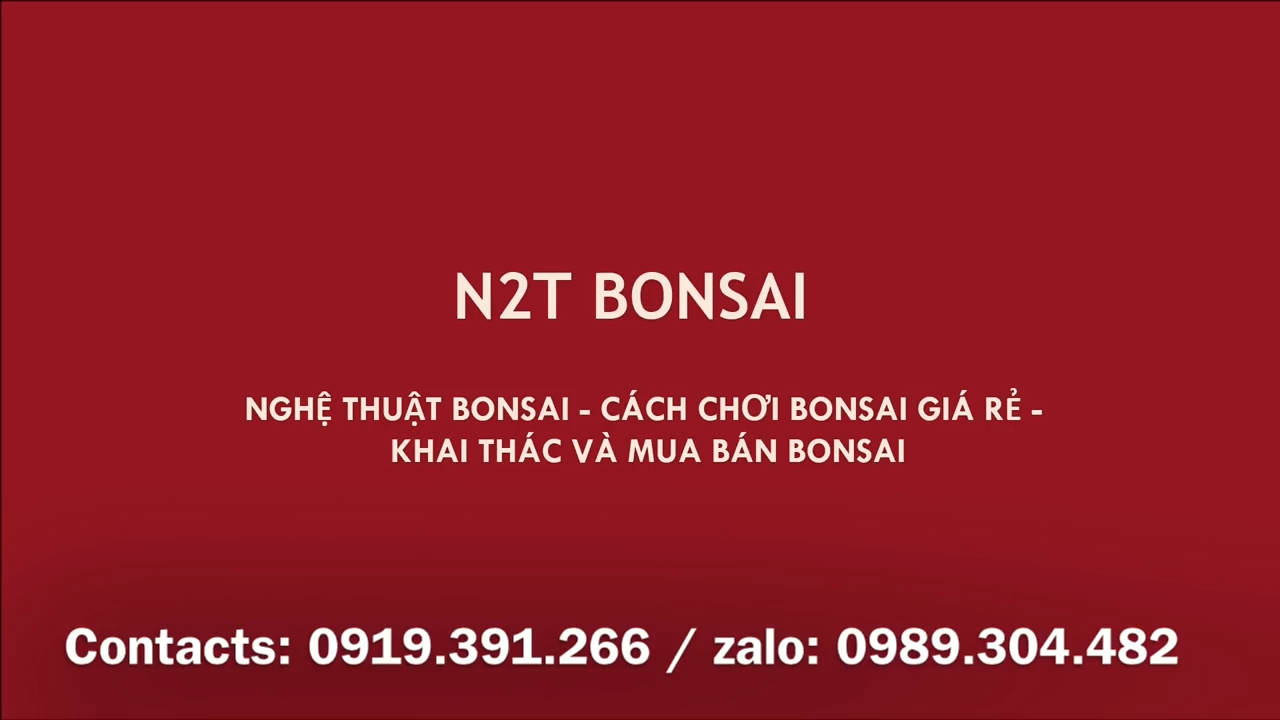 N2T BONSAI
NGHỆ THUẬT BONSAI - CÁCH CHƠI BONSAI GIÁ RẺ -
KHAI THÁC VÀ MUA BÁN BONSAI
Contacts: 0919.391.266 / zalo: 0989.304.482